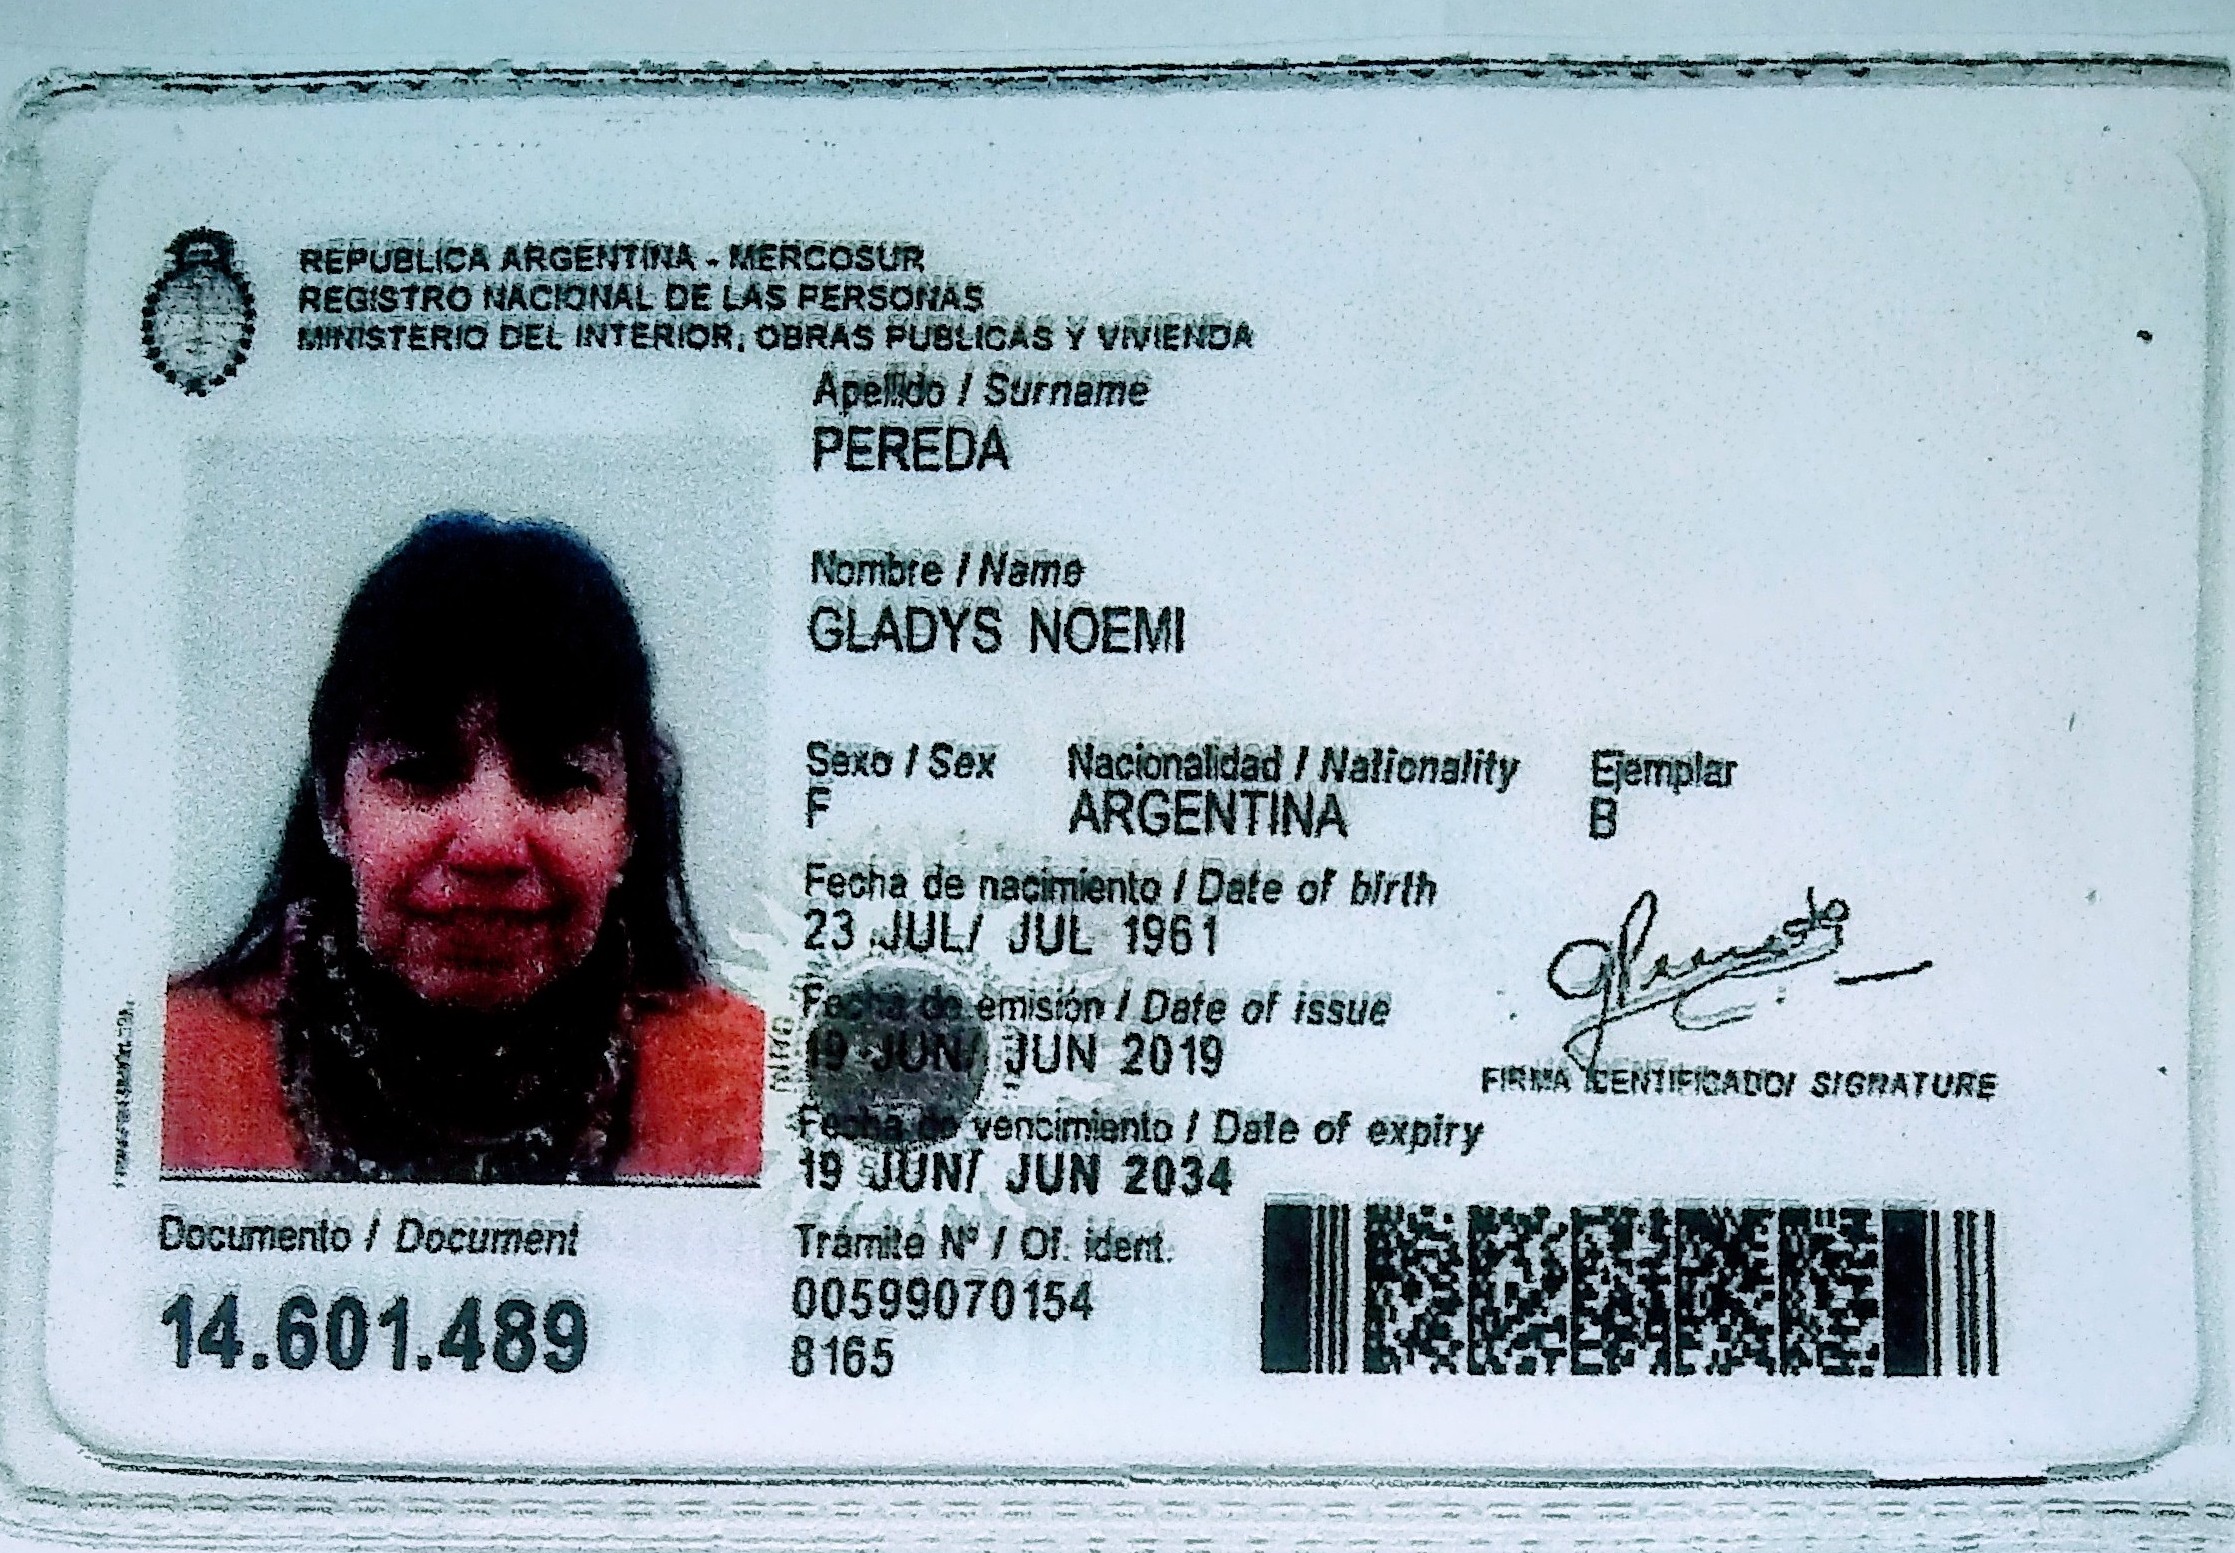 REPUBLICA ARGENTINA - MERCOSUR
REGISTRO NACIONAL DE LAS PERSONAS
MINISTERIO DEL INTERIOR, OBRAS PUBLICAS Y VIVIENDA
Apellido / Surname
PEREDA
Nombre / Name
GLADYS NOEMI
Sexo / Sex Nacionalidad / Nationality Ejemplar
F ARGENTINA B
Fecha de nacimiento / Date of birth
23 JUL/ JUL 1961
Fecha de emisión / Date of issue
19 JUN/ JUN 2019
FIRMA IDENTIFICADO/ SIGNATURE
Fecha de vencimiento / Date of expiry
19 JUN/ JUN 2034
Documento / Document
14.601.489
Trámite Nº / Of. ident.
00599070154
8165